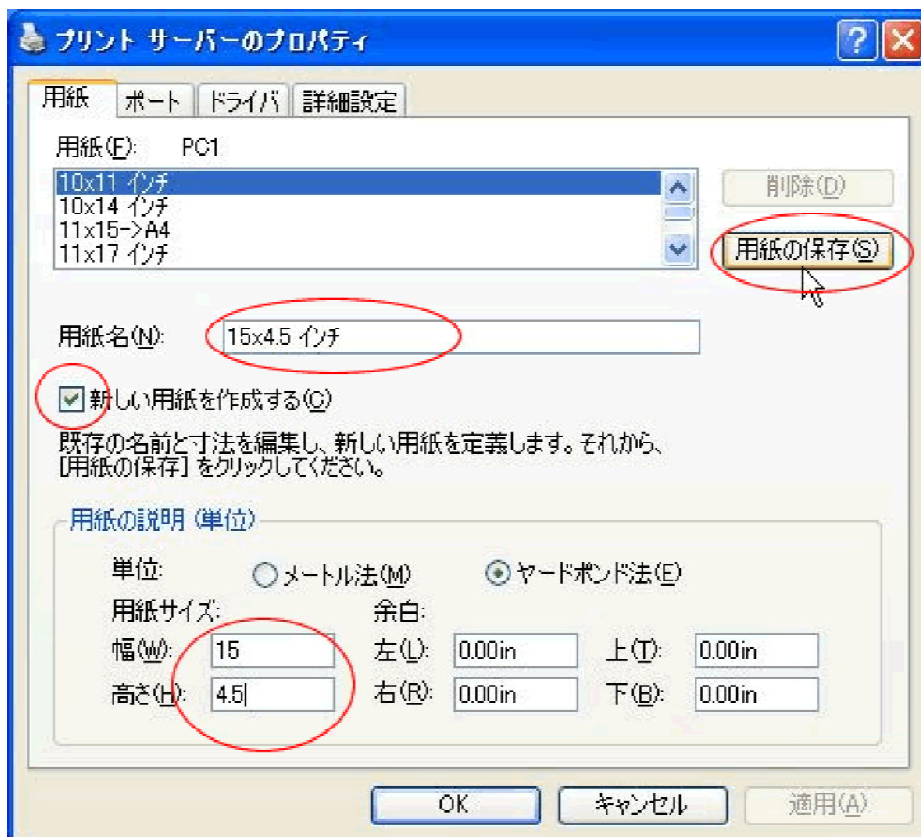 プリント サーバーのプロパティ
用紙 ポート ドライバ 詳細設定
用紙(F): PC1
10x11 インチ
10x14 インチ
11x15->A4
11x17 インチ
削除(D)
用紙の保存(S)
用紙名(N): 15x4.5 インチ
新しい用紙を作成する(C)
既存の名前と寸法を編集し、新しい用紙を定義します。それから、
[用紙の保存] をクリックしてください。
用紙の説明 (単位)
単位: メートル法(M) ヤードポンド法(E)
用紙サイズ: 余白:
幅(W): 15 左(L): 0.00in 上(T): 0.00in
高さ(H): 4.5 右(R): 0.00in 下(B): 0.00in
OK キャンセル 適用(A)